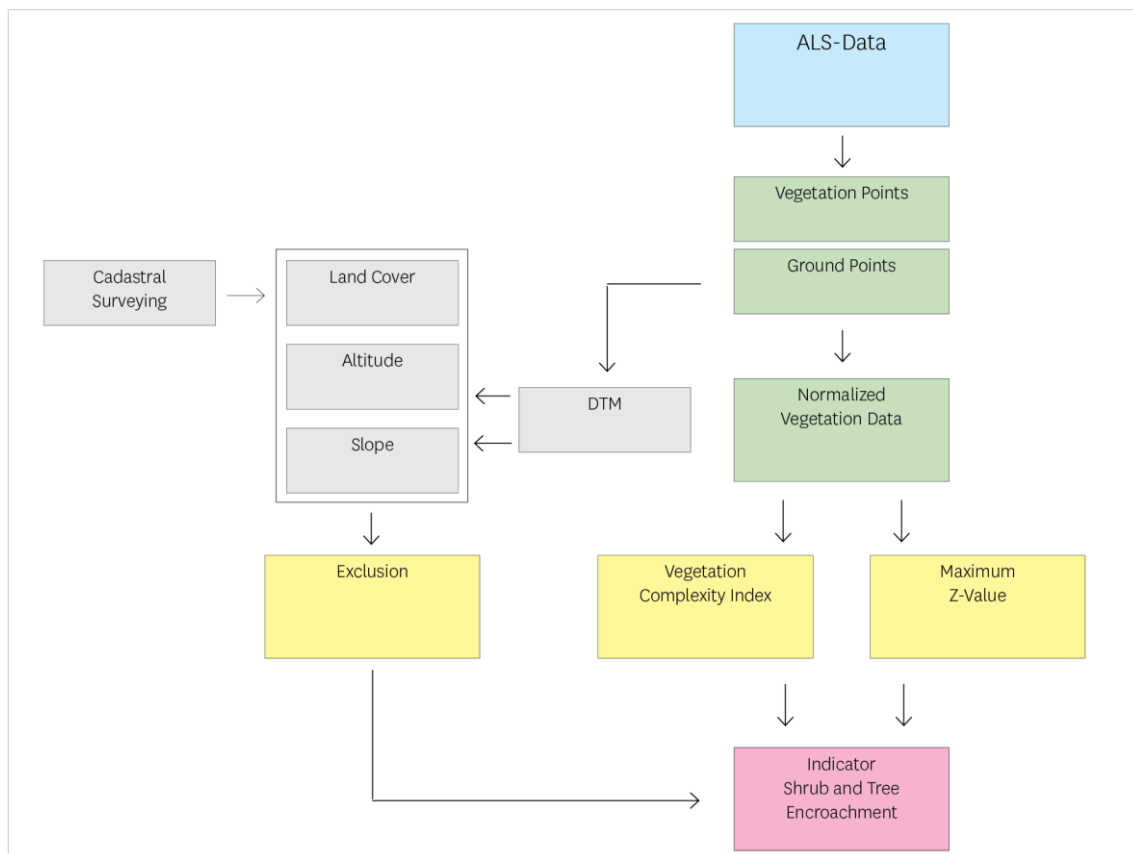 ALS-Data
Vegetation Points
Ground Points
Cadastral
Surveying
Land Cover
Altitude
Slope
DTM
Normalized
Vegetation Data
Exclusion
Vegetation
Complexity Index
Maximum
Z-Value
Indicator
Shrub and Tree
Encroachment